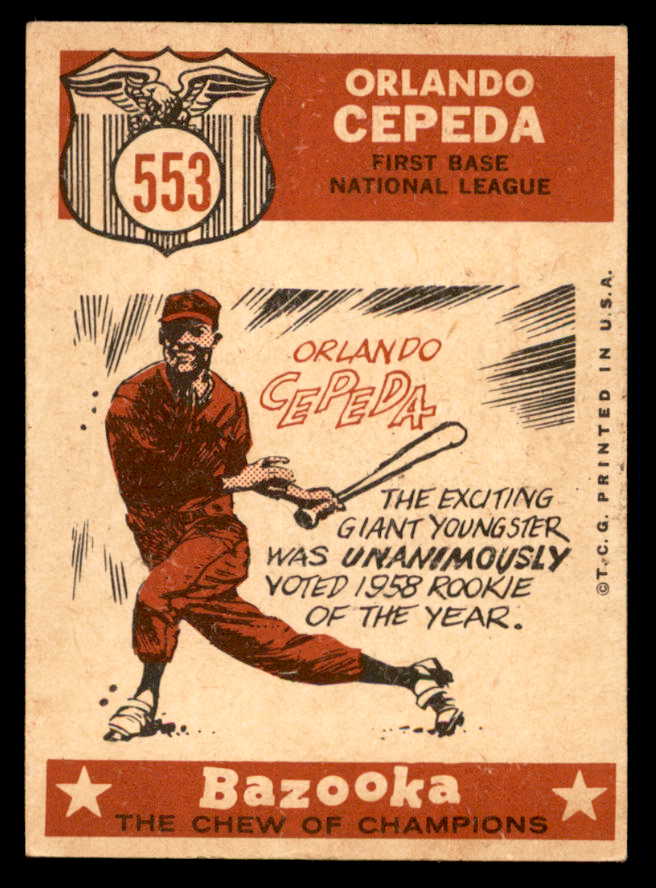 553
ORLANDO
CEPEDA
FIRST BASE
NATIONAL LEAGUE
ORLANDO
CEPEDA
THE EXCITING
GIANT YOUNGSTER
WAS UNANIMOUSLY
VOTED 1958 ROOKIE
OF THE YEAR.
©T.C.G. PRINTED IN U.S.A.
Bazooka
THE CHEW OF CHAMPIONS